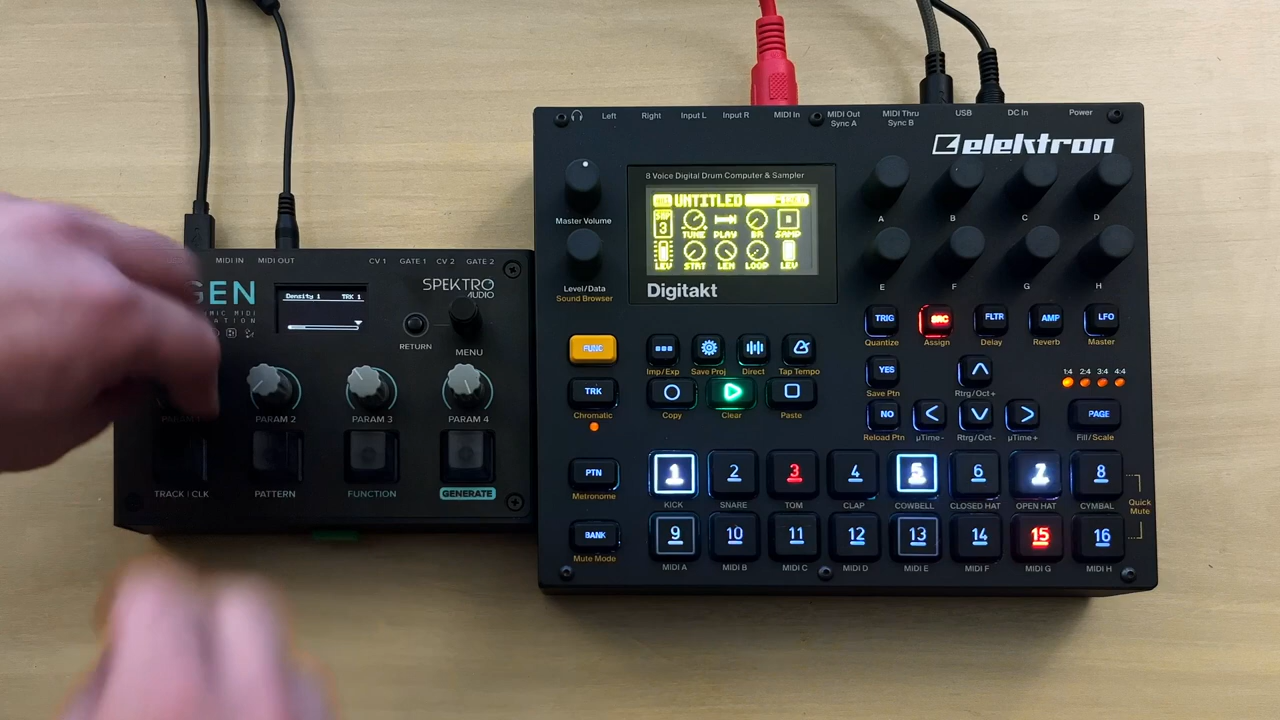 Left Right Input L Input R MIDI In MIDI Out MIDI Thru USB DC In Power
Sync A Sync B
elektron
8 Voice Digital Drum Computer & Sampler
UNTITLED
3
TUNE PLAY BR SAMP
LEV STRT LEN LOOP LEV
Digitakt
Master Volume
Level/Data
Sound Browser
A B C D
E F G H
TRIG SRC FLTR AMP LFO
Quantize Assign Delay Reverb Master
FUNC
Imp/Exp Save Proj Direct Tap Tempo
TRK
Chromatic Copy Clear Paste
YES
Save Ptn Rtrg/Oct+
1:4 2:4 3:4 4:4
NO PAGE
Reload Ptn µTime- Rtrg/Oct- µTime+ Fill/Scale
PTN 1 2 3 4 5 6 7 8
Metronome KICK SNARE TOM CLAP COWBELL CLOSED HAT OPEN HAT CYMBAL
Quick
Mute
BANK 9 10 11 12 13 14 15 16
Mute Mode MIDI A MIDI B MIDI C MIDI D MIDI E MIDI F MIDI G MIDI H
MIDI IN MIDI OUT CV 1 GATE 1 CV 2 GATE 2
GEN
SPEKTRO
AUDIO
Density 1 TRK 1
RETURN MENU
PARAM 2 PARAM 3 PARAM 4
TRACK | CLK PATTERN FUNCTION GENERATE